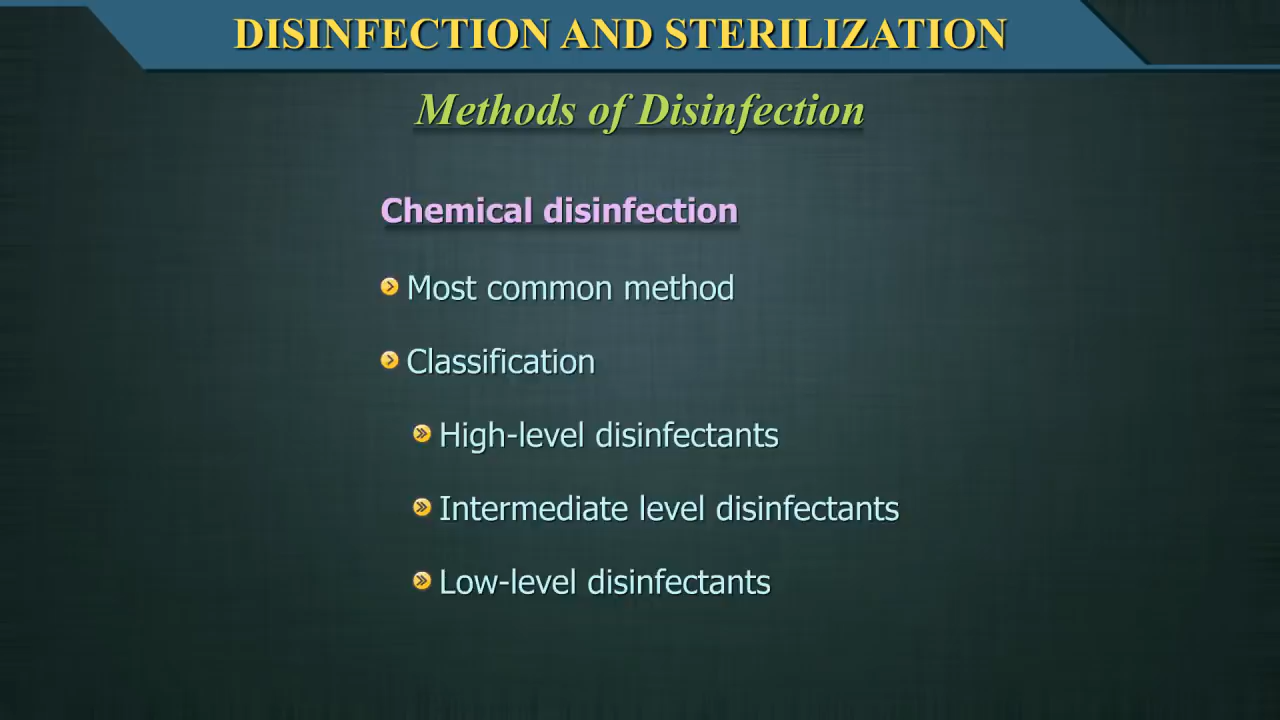 DISINFECTION AND STERILIZATION
Methods of Disinfection
Chemical disinfection
Most common method
Classification
High-level disinfectants
Intermediate level disinfectants
Low-level disinfectants